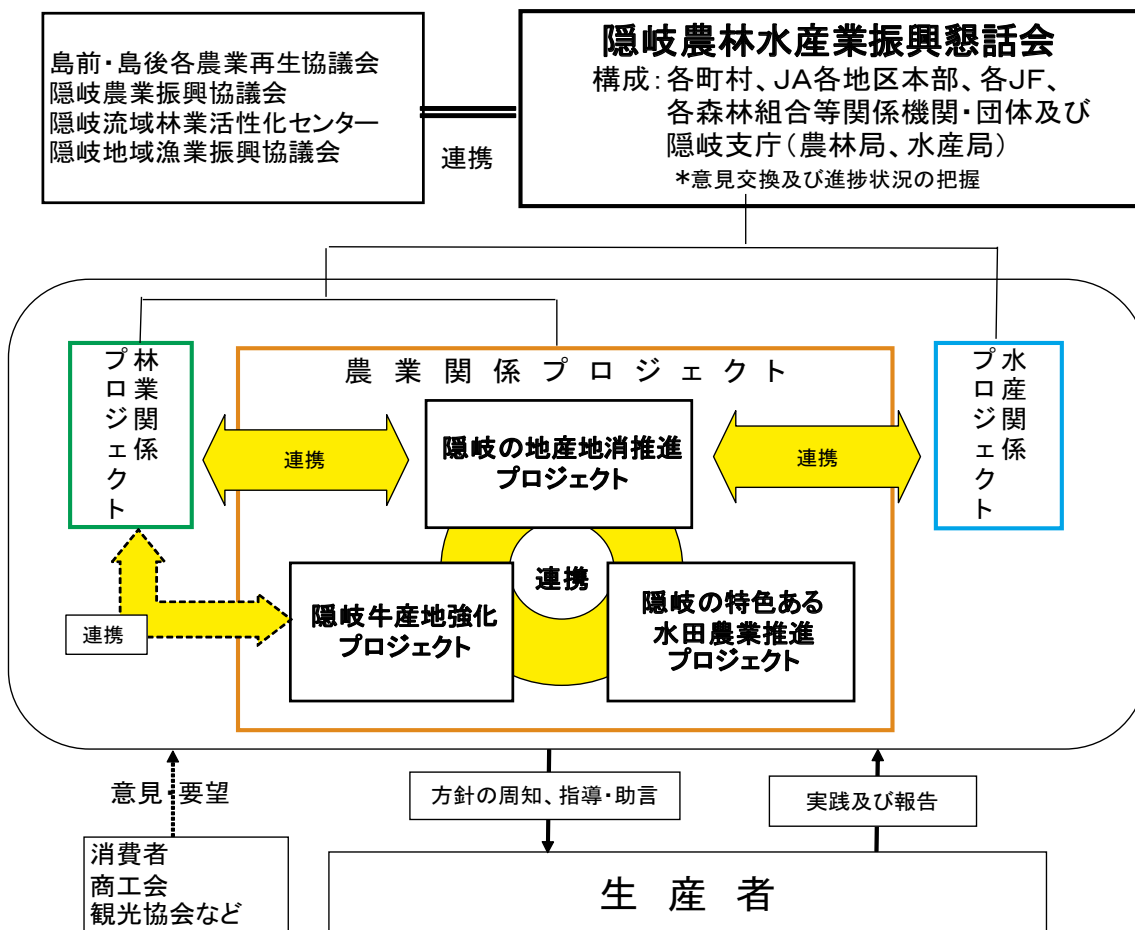 島前・島後各農業再生協議会
隠岐農業振興協議会
隠岐流域林業活性化センター
隠岐地域漁業振興協議会
連携
隠岐農林水産業振興懇話会
構成：各町村、JA各地区本部、各JF、
各森林組合等関係機関・団体及び
隠岐支庁（農林局、水産局）
*意見交換及び進捗状況の把握
林業関係
プロジェクト
農業関係プロジェクト
水産関係
プロジェクト
連携
隠岐の地産地消推進
プロジェクト
連携
連携
隠岐牛産地強化
プロジェクト
隠岐の特色ある
水田農業推進
プロジェクト
連携
意見・要望
方針の周知、指導・助言
実践及び報告
消費者
商工会
観光協会など
生産者